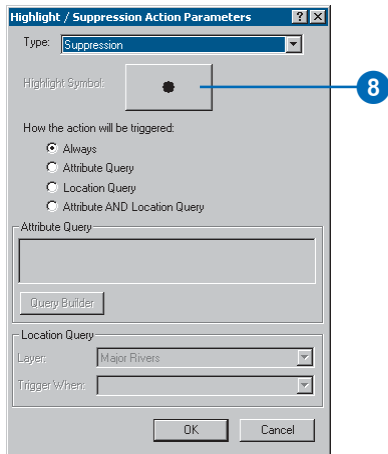 Highlight / Suppression Action Parameters
Type: Suppression
Highlight Symbol:
8
How the action will be triggered:
Always
Attribute Query
Location Query
Attribute AND Location Query
Attribute Query
Query Builder
Location Query
Layer: Major Rivers
Trigger When:
OK Cancel